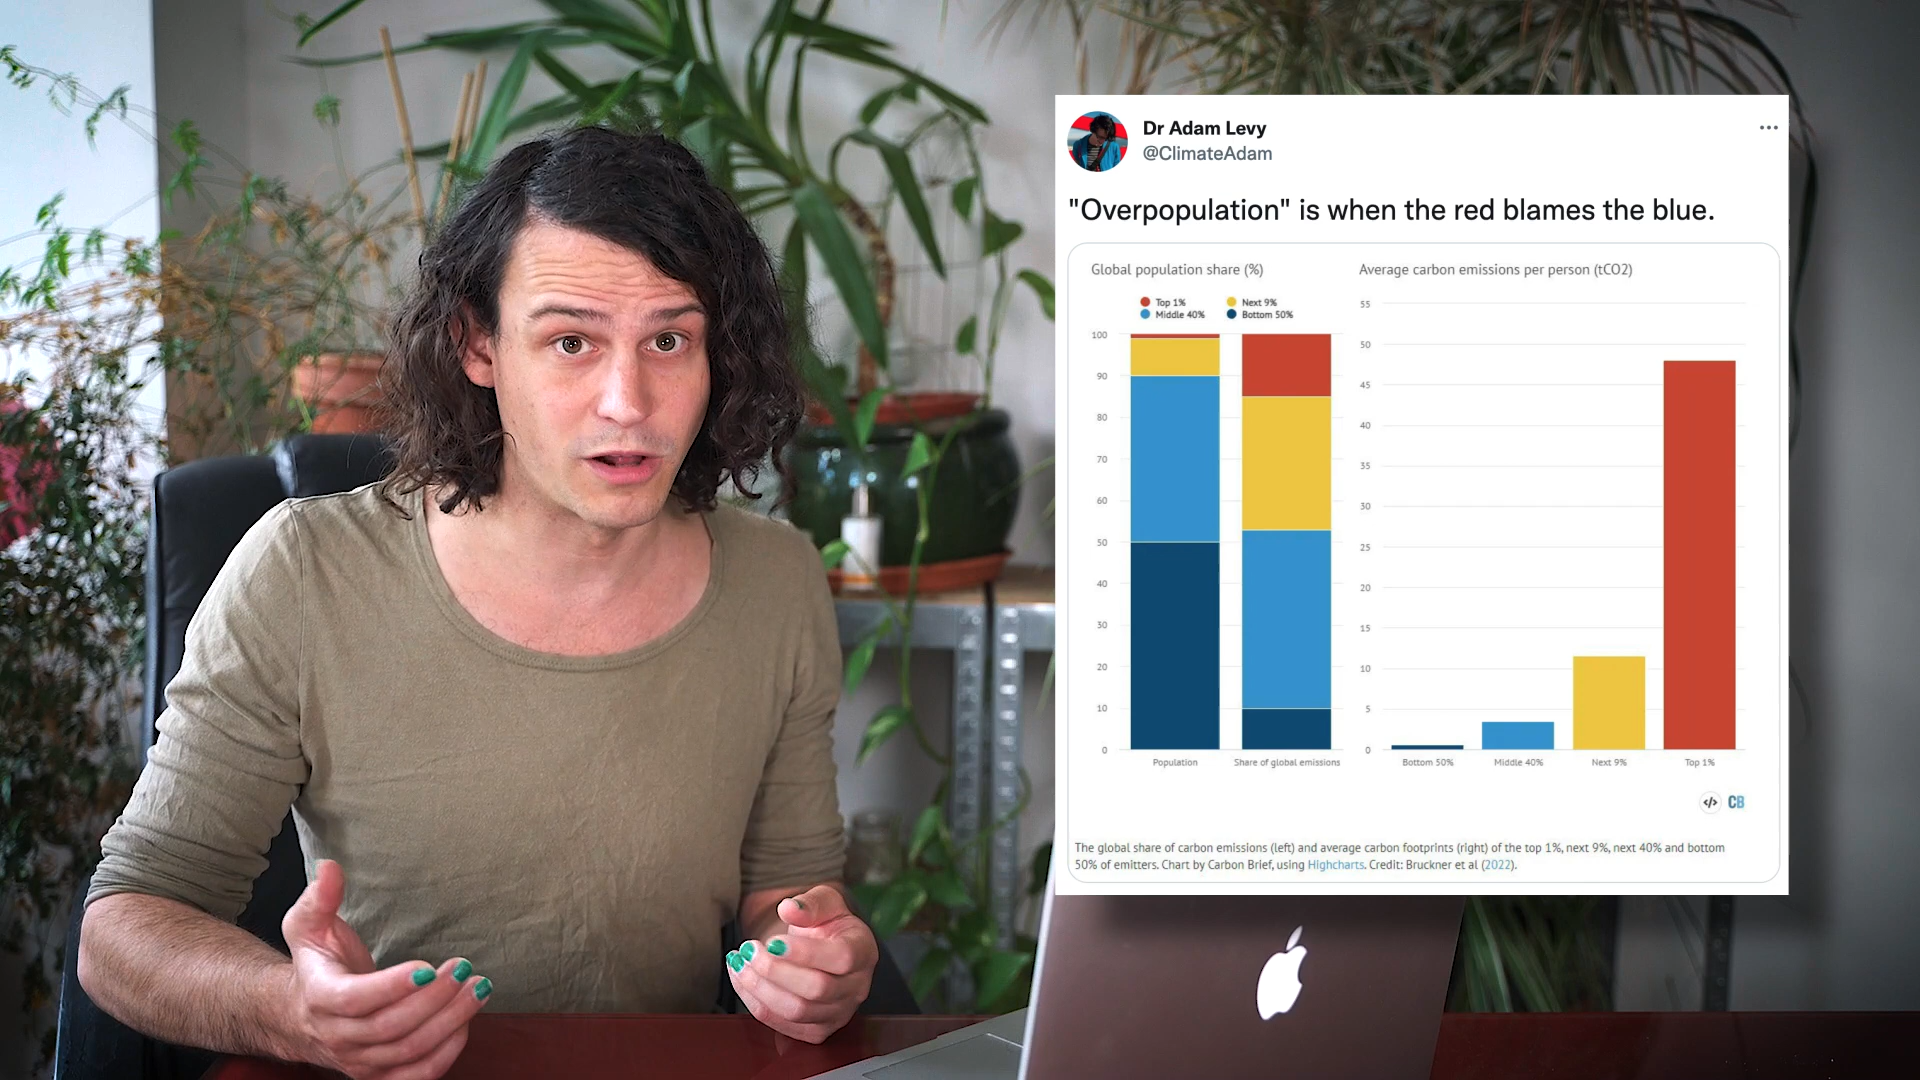 Dr Adam Levy
@ClimateAdam
"Overpopulation" is when the red blames the blue.
Global population share (%)
Top 1% Next 9%
Middle 40% Bottom 50%
100
90
80
70
60
50
40
30
20
10
0
Population Share of global emissions
Average carbon emissions per person (tCO2)
55
50
45
40
35
30
25
20
15
10
5
0
Bottom 50% Middle 40% Next 9% Top 1%
</> CB
The global share of carbon emissions (left) and average carbon footprints (right) of the top 1%, next 9%, next 40% and bottom
50% of emitters. Chart by Carbon Brief, using Highcharts. Credit: Bruckner et al (2022).